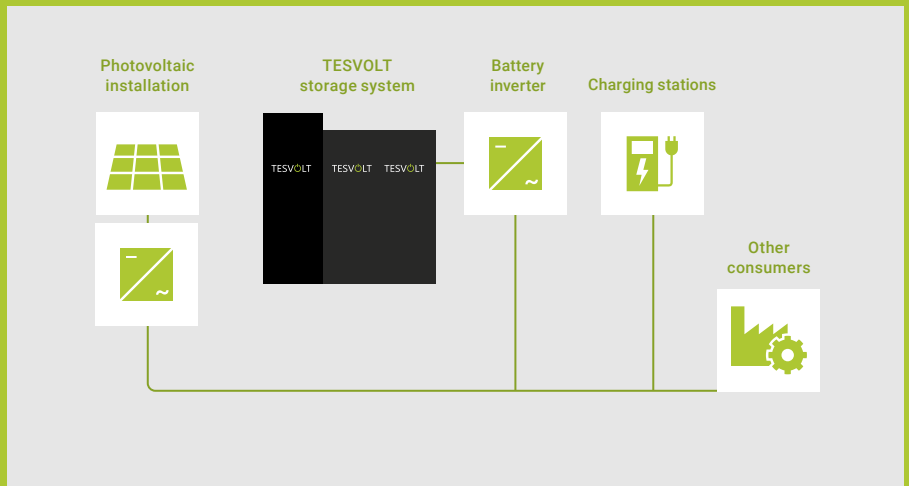 Photovoltaic
installation
TESVOLT
storage system
Battery
inverter
Charging stations
TESVOLT
TESVOLT
TESVOLT
Other
consumers